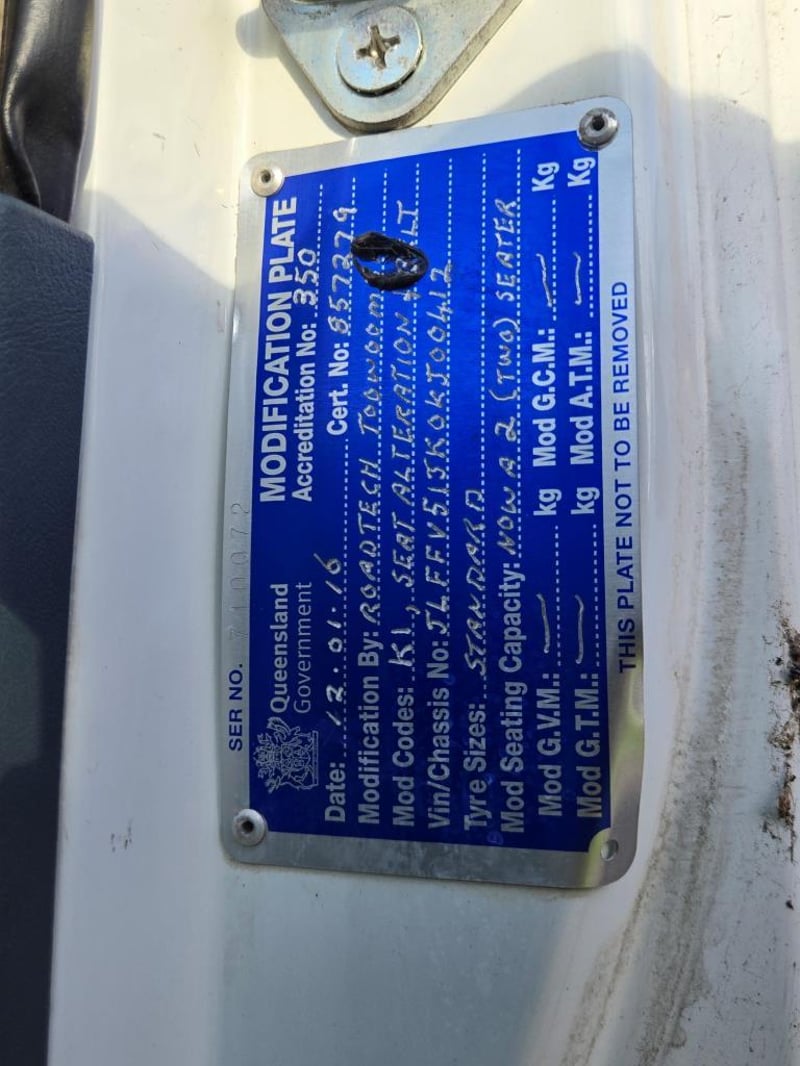 SER NO. 710072
Queensland
Government
MODIFICATION PLATE
Accreditation No: 350
Date: 12.01.16 Cert. No: 857279
Modification By: ROADTECH TOOWOOM
Mod Codes: K1, SEAT ALTERATION
Vin/Chassis No: JLFFV515K0KJ00412
Tyre Sizes: STANDARD
Mod Seating Capacity: NOW A 2 (TWO) SEATER
Mod G.V.M.: — kg Mod G.C.M.: — Kg
Mod G.T.M.: — kg Mod A.T.M.: — Kg
THIS PLATE NOT TO BE REMOVED